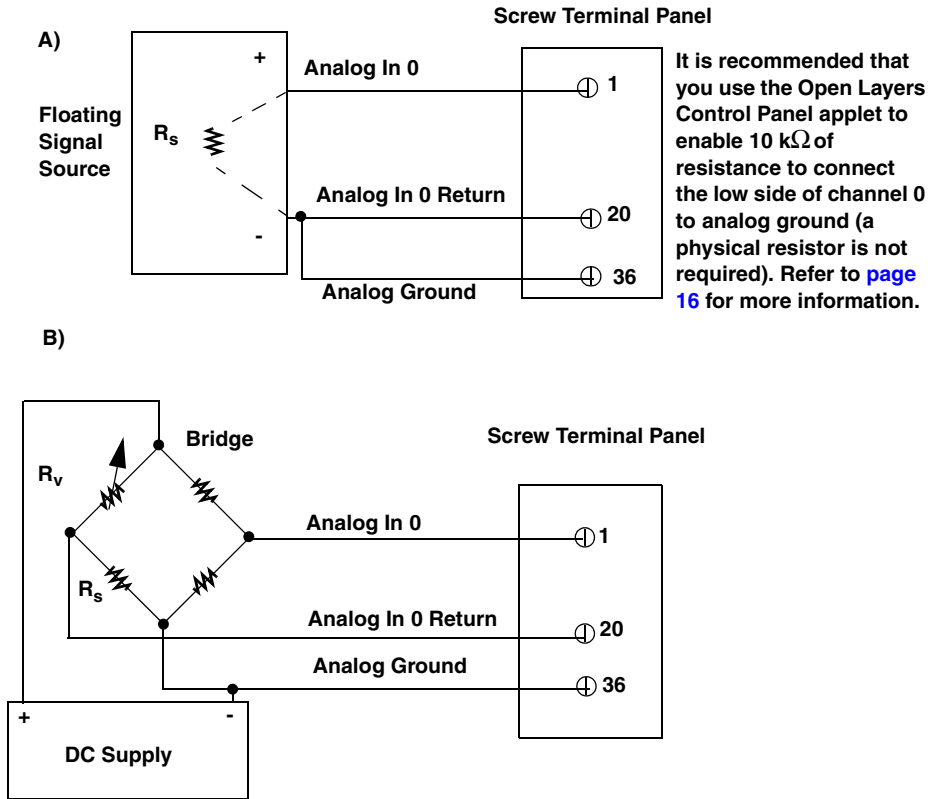 Screw Terminal Panel
A)
+
Analog In 0
1
Floating
Signal
Source
Rs
Analog In 0 Return
20
-
36
Analog Ground
It is recommended that
you use the Open Layers
Control Panel applet to
enable 10 kΩ of
resistance to connect
the low side of channel 0
to analog ground (a
physical resistor is not
required). Refer to page
16 for more information.
B)
Bridge
Screw Terminal Panel
Rv
Analog In 0
1
Rs
Analog In 0 Return
20
Analog Ground
36
+
-
DC Supply